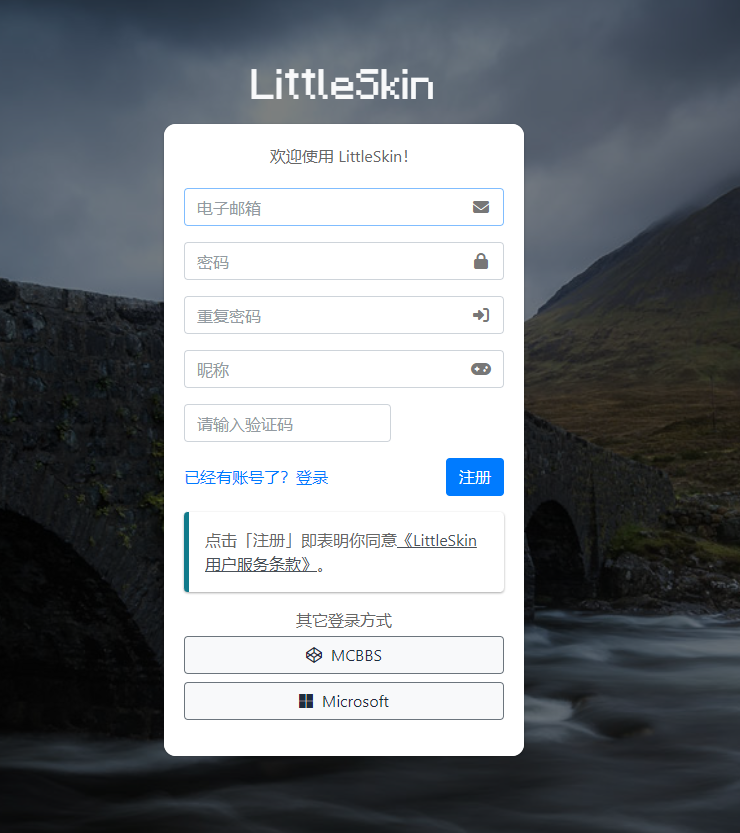 LittleSkin
欢迎使用 LittleSkin！
电子邮箱
密码
重复密码
昵称
请输入验证码
已经有账号了？登录
注册
点击「注册」即表明你同意《LittleSkin
用户服务条款》。
其它登录方式
MCBBS
Microsoft